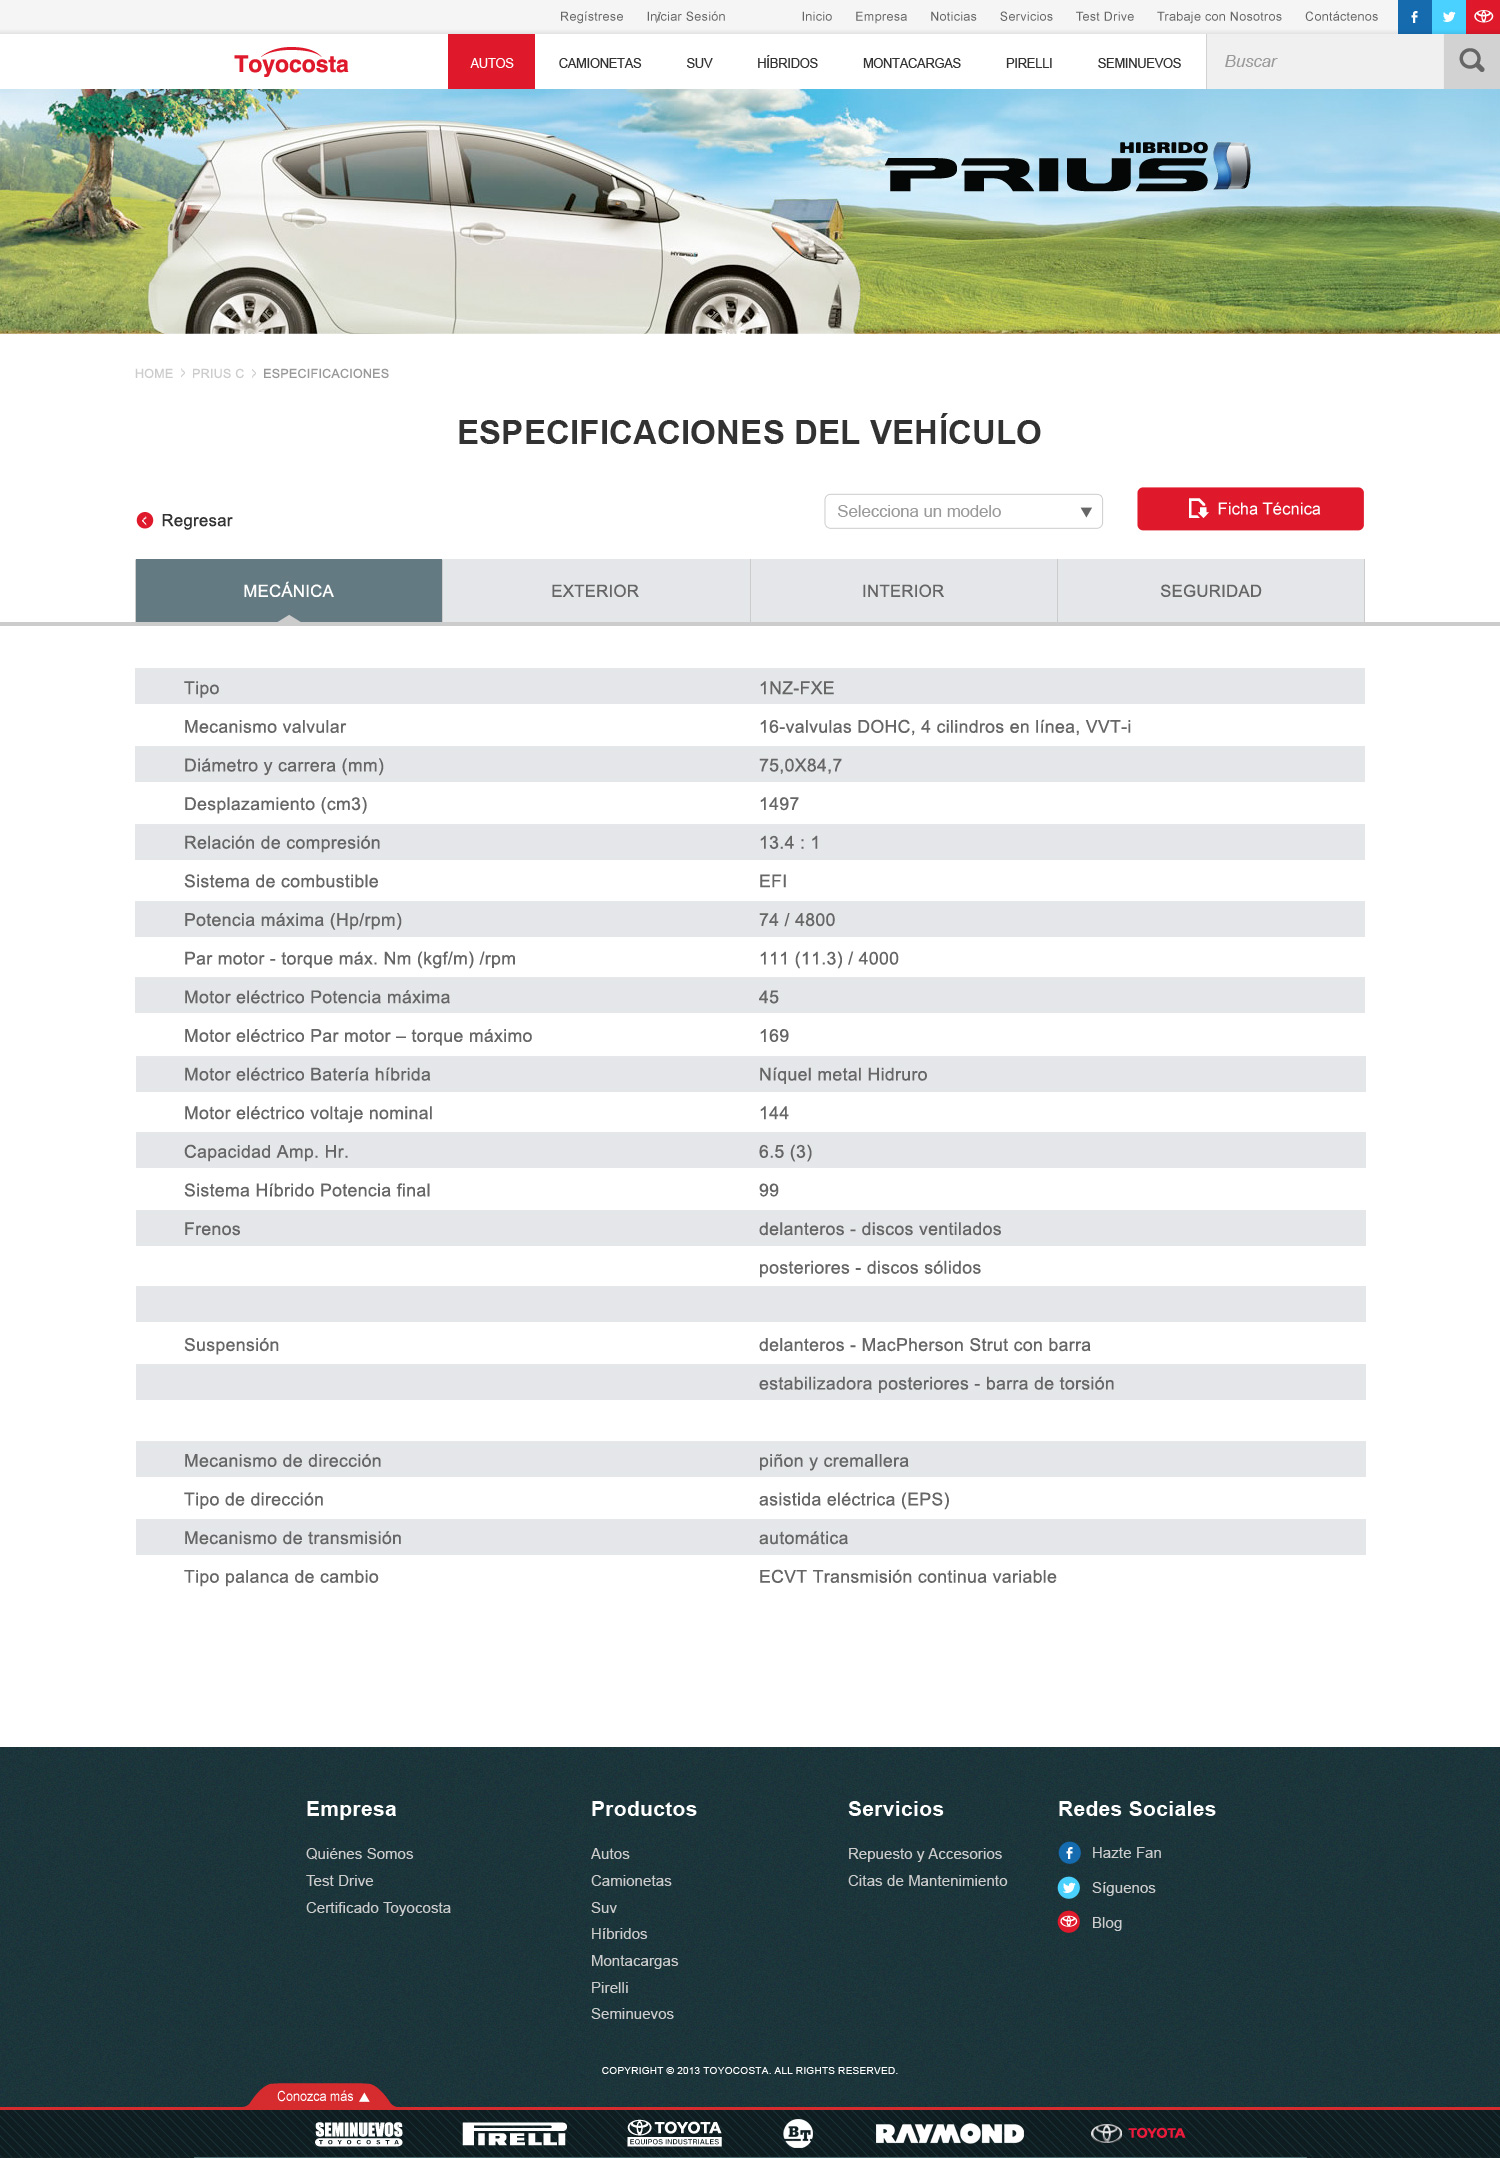 Regístrese Iniciar Sesión Inicio Empresa Noticias Servicios Test Drive Trabaje con Nosotros Contáctenos
Toyocosta AUTOS CAMIONETAS SUV HÍBRIDOS MONTACARGAS PIRELLI SEMINUEVOS Buscar
HIBRIDO
PRIUS
HYBRID
HOME > PRIUS C > ESPECIFICACIONES
ESPECIFICACIONES DEL VEHÍCULO
Regresar Selecciona un modelo Ficha Técnica
MECÁNICA EXTERIOR INTERIOR SEGURIDAD
Tipo 1NZ-FXE
Mecanismo valvular 16-valvulas DOHC, 4 cilindros en línea, VVT-i
Diámetro y carrera (mm) 75,0X84,7
Desplazamiento (cm3) 1497
Relación de compresión 13.4 : 1
Sistema de combustible EFI
Potencia máxima (Hp/rpm) 74 / 4800
Par motor - torque máx. Nm (kgf/m) /rpm 111 (11.3) / 4000
Motor eléctrico Potencia máxima 45
Motor eléctrico Par motor – torque máximo 169
Motor eléctrico Batería híbrida Níquel metal Hidruro
Motor eléctrico voltaje nominal 144
Capacidad Amp. Hr. 6.5 (3)
Sistema Híbrido Potencia final 99
Frenos delanteros - discos ventilados
posteriores - discos sólidos
Suspensión delanteros - MacPherson Strut con barra
estabilizadora posteriores - barra de torsión
Mecanismo de dirección piñon y cremallera
Tipo de dirección asistida eléctrica (EPS)
Mecanismo de transmisión automática
Tipo palanca de cambio ECVT Transmisión continua variable
Empresa Productos Servicios Redes Sociales
Quiénes Somos Autos Repuesto y Accesorios Hazte Fan
Test Drive Camionetas Citas de Mantenimiento Síguenos
Certificado Toyocosta Suv Blog
Híbridos
Montacargas
Pirelli
Seminuevos
COPYRIGHT © 2013 TOYOCOSTA. ALL RIGHTS RESERVED.
Conozca más
SEMINUEVOS PIRELLI TOYOTA BT RAYMOND TOYOTA
TOYOCOSTA EQUIPOS INDUSTRIALES